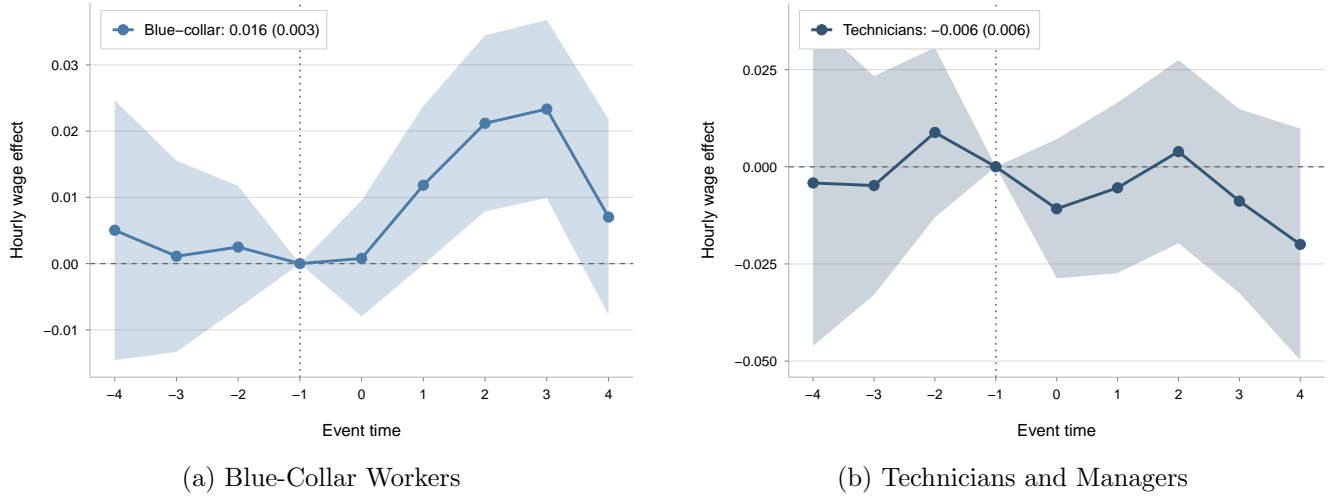 Blue−collar: 0.016 (0.003)
Hourly wage effect
0.03
0.02
0.01
0.00
−0.01
−4 −3 −2 −1 0 1 2 3 4
Event time
(a) Blue-Collar Workers
Technicians: −0.006 (0.006)
Hourly wage effect
0.025
0.000
−0.025
−0.050
−4 −3 −2 −1 0 1 2 3 4
Event time
(b) Technicians and Managers